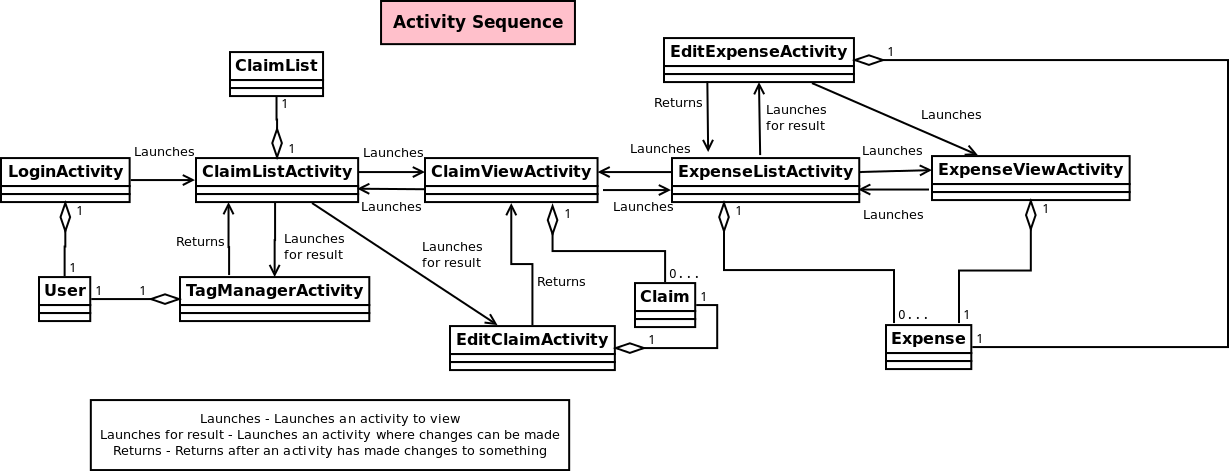 Activity Sequence
EditExpenseActivity
1
ClaimList
1
Returns
Launches
for result
Launches
1
Launches
Launches
Launches
Launches
LoginActivity
ClaimListActivity
ClaimViewActivity
ExpenseListActivity
ExpenseViewActivity
Launches
Launches
Launches
1
1
1
1
Returns
Launches
for result
Launches
for result
1
0...
Returns
User
1
1
TagManagerActivity
Claim
1
0...
1
EditClaimActivity
1
Expense
1
Launches - Launches an activity to view
Launches for result - Launches an activity where changes can be made
Returns - Returns after an activity has made changes to something